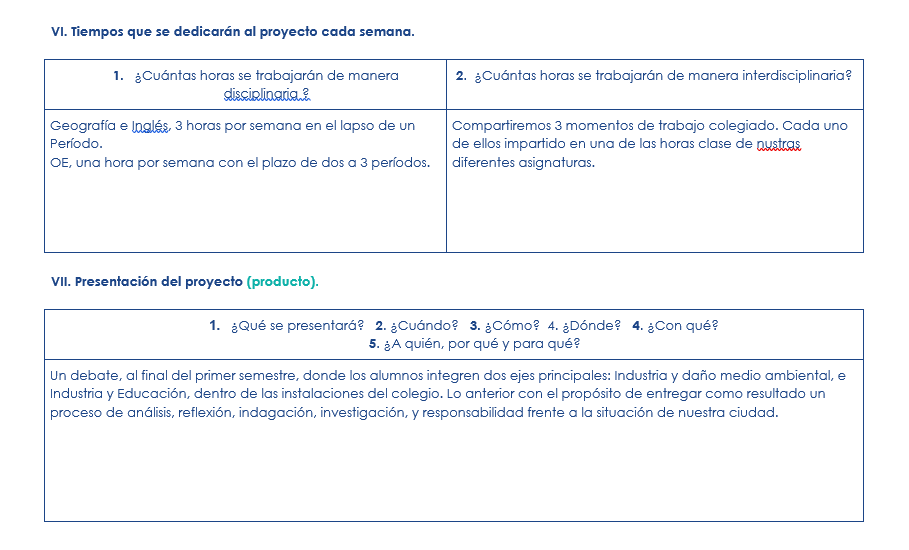 VI. Tiempos que se dedicarán al proyecto cada semana.
1. ¿Cuántas horas se trabajarán de manera
disciplinaria ?
2. ¿Cuántas horas se trabajarán de manera interdisciplinaria?
Geografía e Inglés, 3 horas por semana en el lapso de un
Período.
OE, una hora por semana con el plazo de dos a 3 períodos.
Compartiremos 3 momentos de trabajo colegiado. Cada uno
de ellos impartido en una de las horas clase de nustras
diferentes asignaturas.
VII. Presentación del proyecto (producto).
1. ¿Qué se presentará? 2. ¿Cuándo? 3. ¿Cómo? 4. ¿Dónde? 4. ¿Con qué?
5. ¿A quién, por qué y para qué?
Un debate, al final del primer semestre, donde los alumnos integren dos ejes principales: Industria y daño medio ambiental, e
Industria y Educación, dentro de las instalaciones del colegio. Lo anterior con el propósito de entregar como resultado un
proceso de análisis, reflexión, indagación, investigación, y responsabilidad frente a la situación de nuestra ciudad.